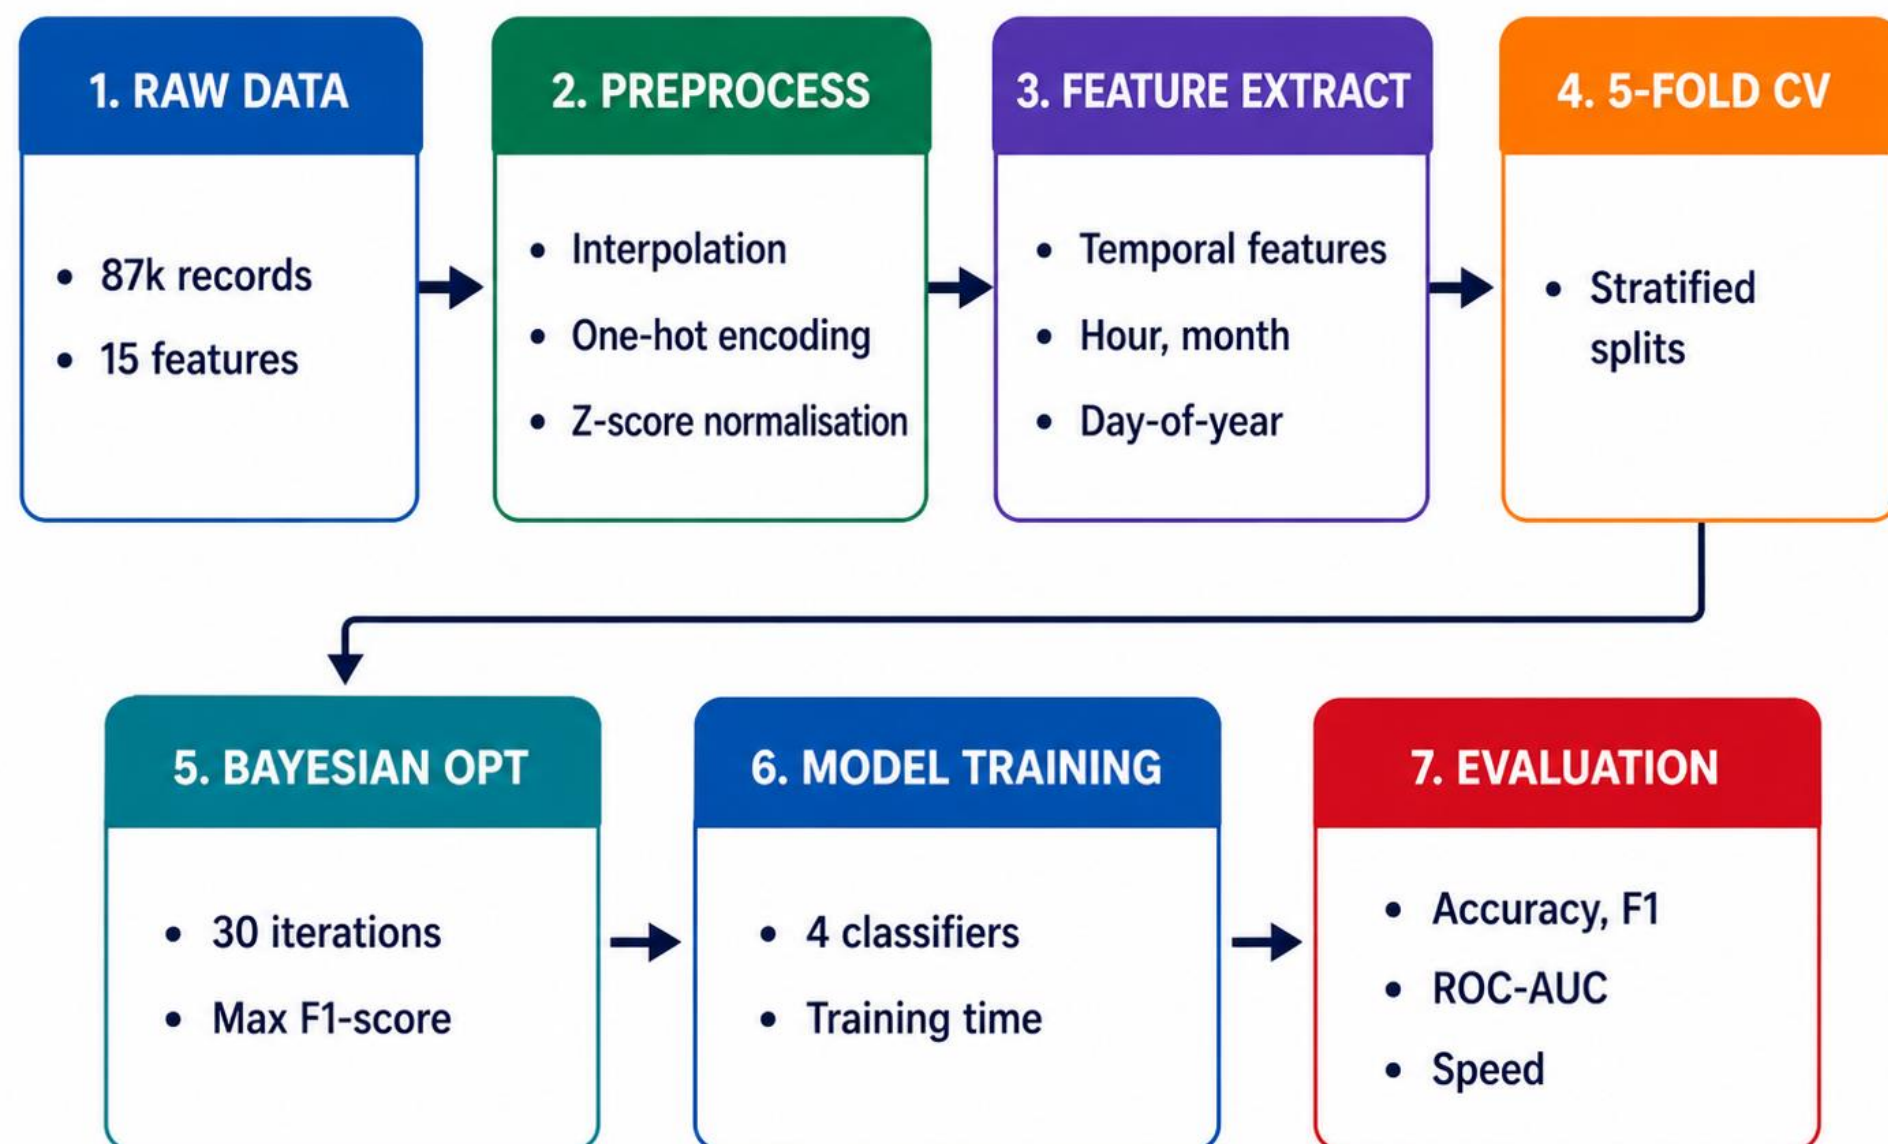 1. RAW DATA
• 87k records
• 15 features
2. PREPROCESS
• Interpolation
• One-hot encoding
• Z-score normalisation
3. FEATURE EXTRACT
• Temporal features
• Hour, month
• Day-of-year
4. 5-FOLD CV
• Stratified
splits
5. BAYESIAN OPT
• 30 iterations
• Max F1-score
6. MODEL TRAINING
• 4 classifiers
• Training time
7. EVALUATION
• Accuracy, F1
• ROC-AUC
• Speed